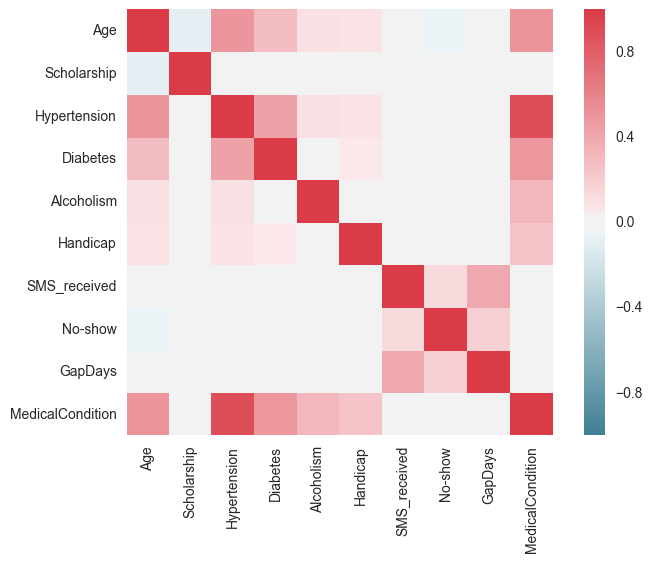 Age
Scholarship
Hypertension
Diabetes
Alcoholism
Handicap
SMS_received
No-show
GapDays
MedicalCondition
Age
Scholarship
Hypertension
Diabetes
Alcoholism
Handicap
SMS_received
No-show
GapDays
MedicalCondition
0.8
0.4
0.0
−0.4
−0.8